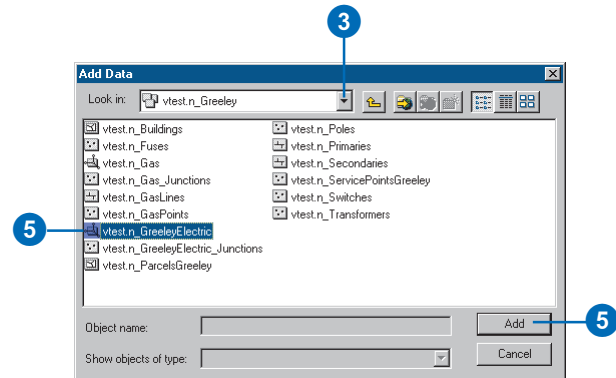 3
Add Data
Look in: vtest.n_Greeley
vtest.n_Buildings
vtest.n_Fuses
vtest.n_Gas
vtest.n_Gas_Junctions
vtest.n_GasLines
vtest.n_GasPoints
5 vtest.n_GreeleyElectric
vtest.n_GreeleyElectric_Junctions
vtest.n_ParcelsGreeley
vtest.n_Poles
vtest.n_Primaries
vtest.n_Secondaries
vtest.n_ServicePointsGreeley
vtest.n_Switches
vtest.n_Transformers
Object name:
Add 5
Show objects of type:
Cancel